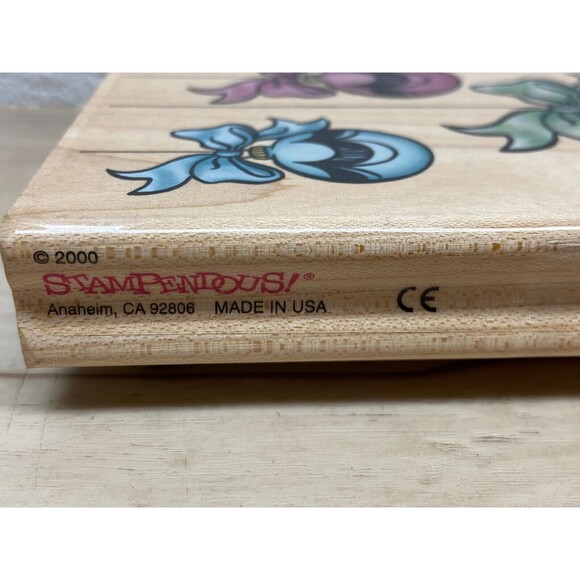 © 2000
STAMPENDOUS!®
Anaheim, CA 92806 MADE IN USA
CE